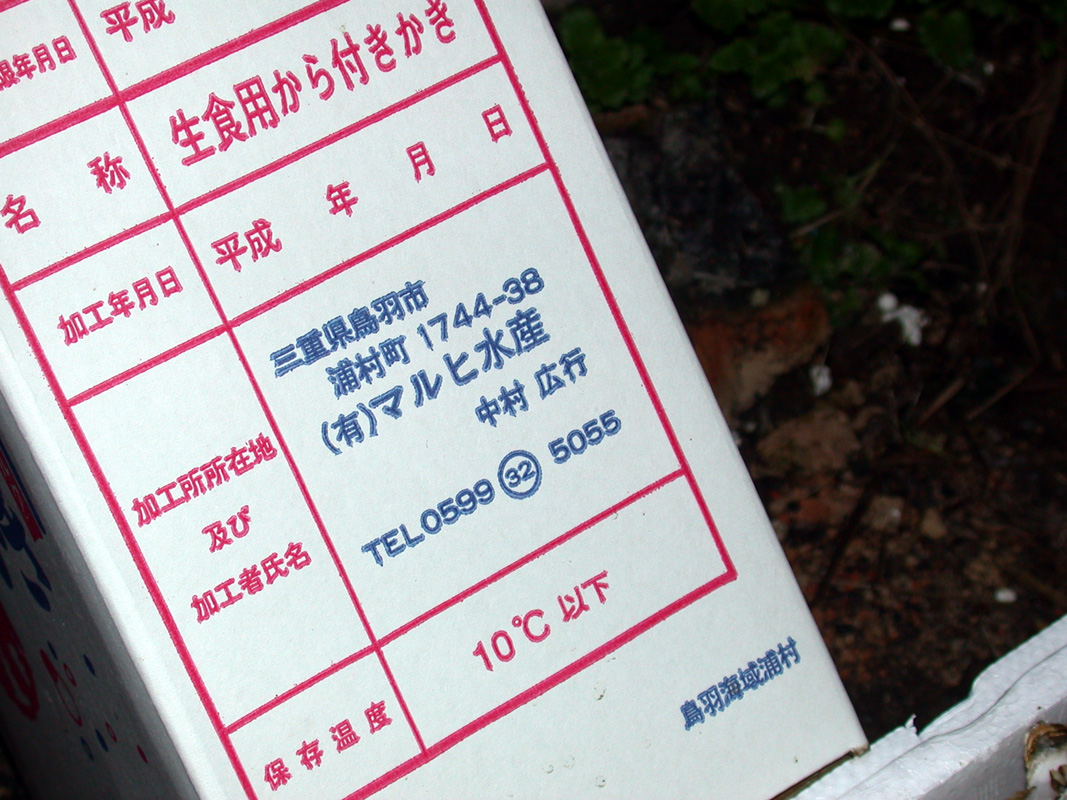 限年月日 平成
名称 生食用から付きかき
加工年月日 平成 年 月 日
加工所所在地
及び
加工者氏名
三重県鳥羽市
浦村町 1744-38
(有)マルヒ水産
中村 広行
TEL0599 32 5055
保存温度 10℃ 以下
鳥羽海域浦村